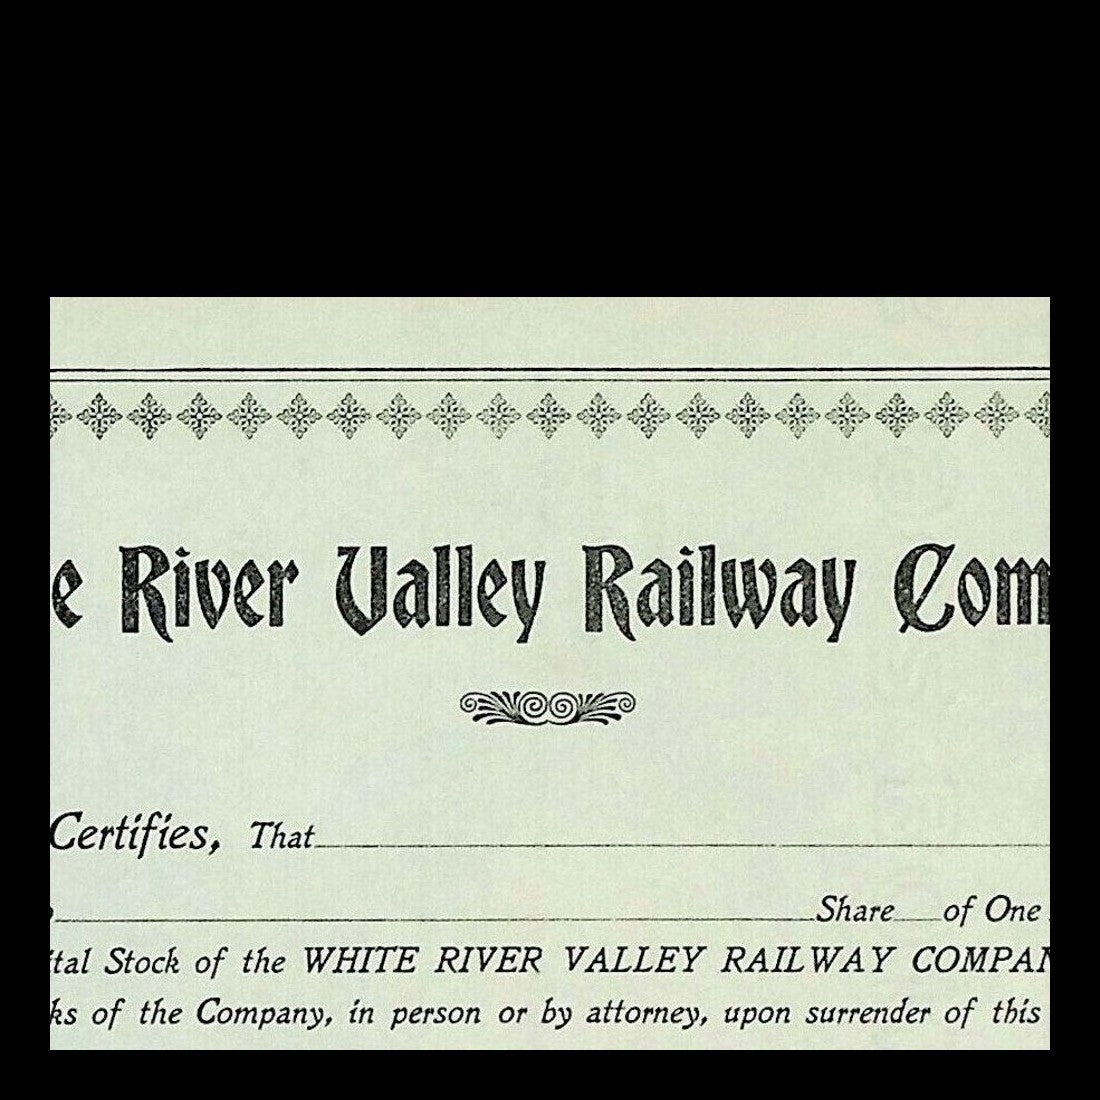 e River Valley Railway Com
Certifies, That
Share of One
ital Stock of the WHITE RIVER VALLEY RAILWAY COMPAN
ks of the Company, in person or by attorney, upon surrender of this